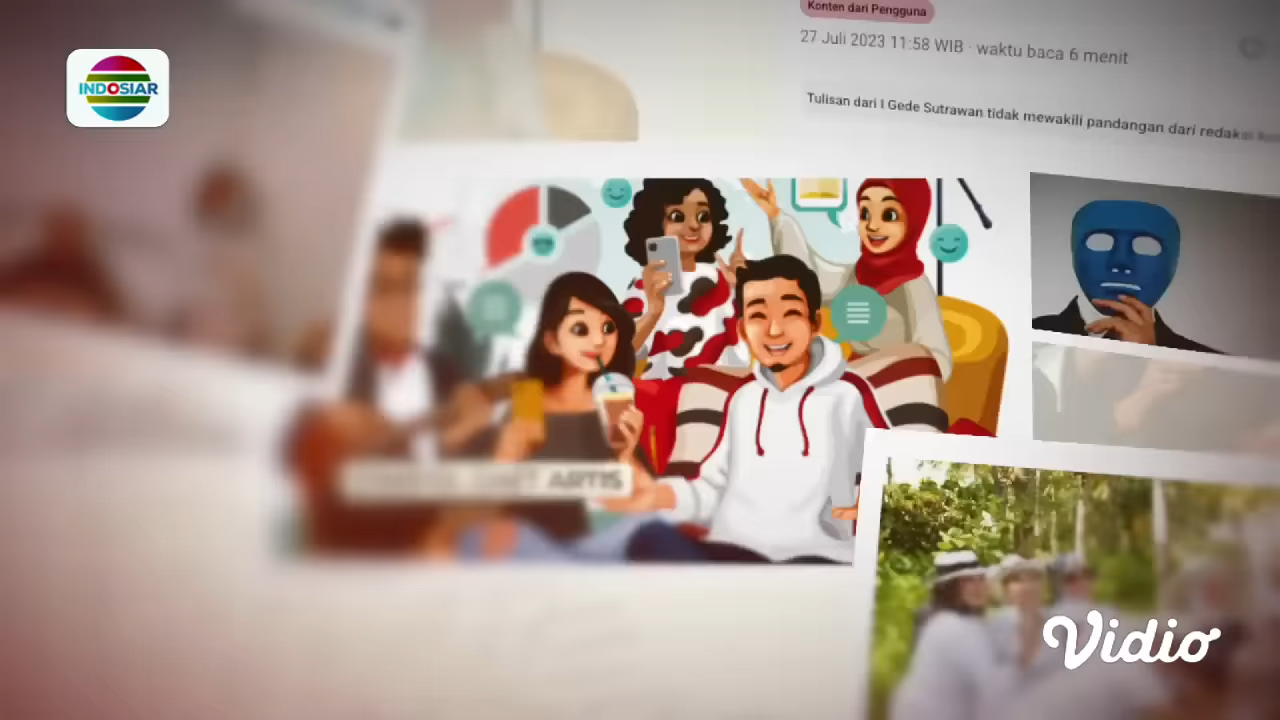 Konten dari Pengguna
27 Juli 2023 11:58 WIB · waktu baca 6 menit
INDOSIAR
Tulisan dari I Gede Sutrawan tidak mewakili pandangan dari redaksi
ARTIS
Vidio